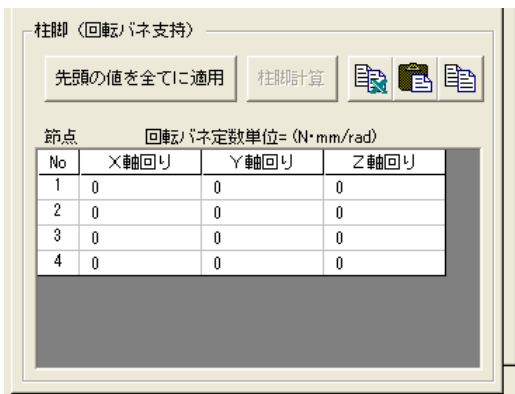 柱脚（回転バネ支持）
先頭の値を全てに適用 柱脚計算
節点 回転バネ定数単位= (N・mm/rad)
No X軸回り Y軸回り Z軸回り
1 0 0 0
2 0 0 0
3 0 0 0
4 0 0 0